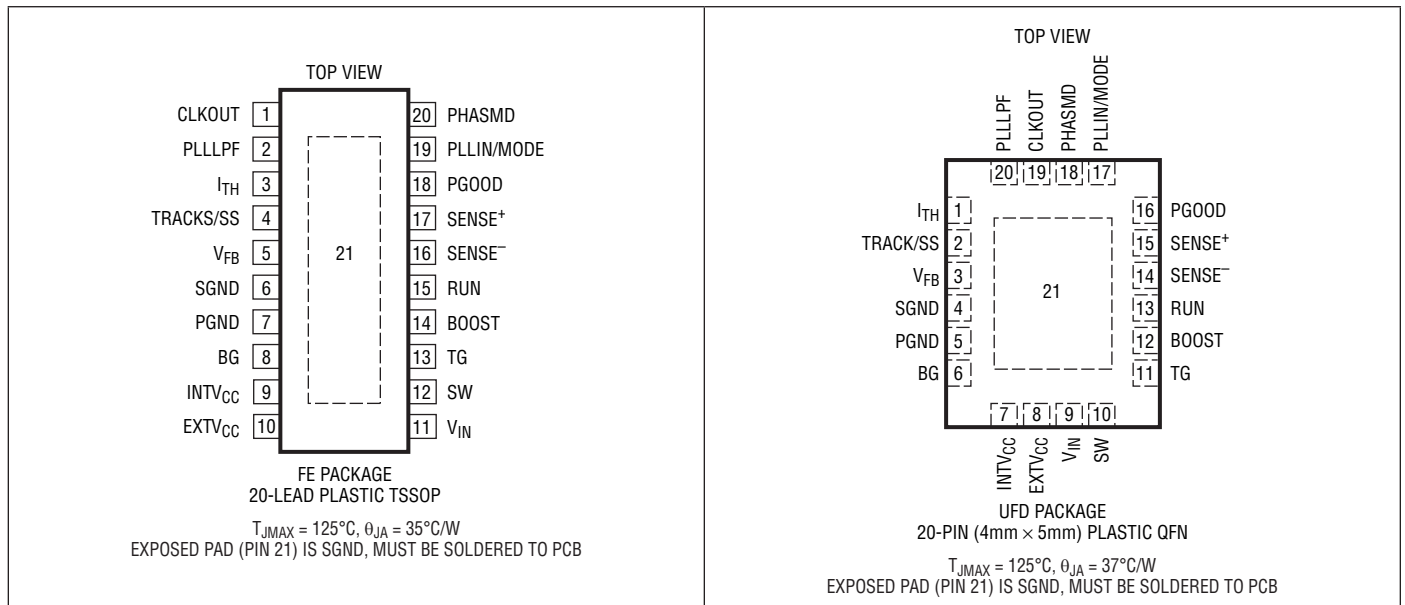 TOP VIEW
CLKOUT 1
PLLLPF 2
ITH 3
TRACKS/SS 4
VFB 5
SGND 6
PGND 7
BG 8
INTVCC 9
EXTVCC 10
20 PHASMD
19 PLLIN/MODE
18 PGOOD
17 SENSE+
16 SENSE–
15 RUN
14 BOOST
13 TG
12 SW
11 VIN
21
FE PACKAGE
20-LEAD PLASTIC TSSOP
TJMAX = 125°C, θJA = 35°C/W
EXPOSED PAD (PIN 21) IS SGND, MUST BE SOLDERED TO PCB
TOP VIEW
PLLLPF
CLKOUT
PHASMD
PLLIN/MODE
20 19 18 17
ITH 1
TRACK/SS 2
VFB 3
SGND 4
PGND 5
BG 6
16 PGOOD
15 SENSE+
14 SENSE–
13 RUN
12 BOOST
11 TG
21
7 8 9 10
INTVCC
EXTVCC
VIN
SW
UFD PACKAGE
20-PIN (4mm × 5mm) PLASTIC QFN
TJMAX = 125°C, θJA = 37°C/W
EXPOSED PAD (PIN 21) IS SGND, MUST BE SOLDERED TO PCB